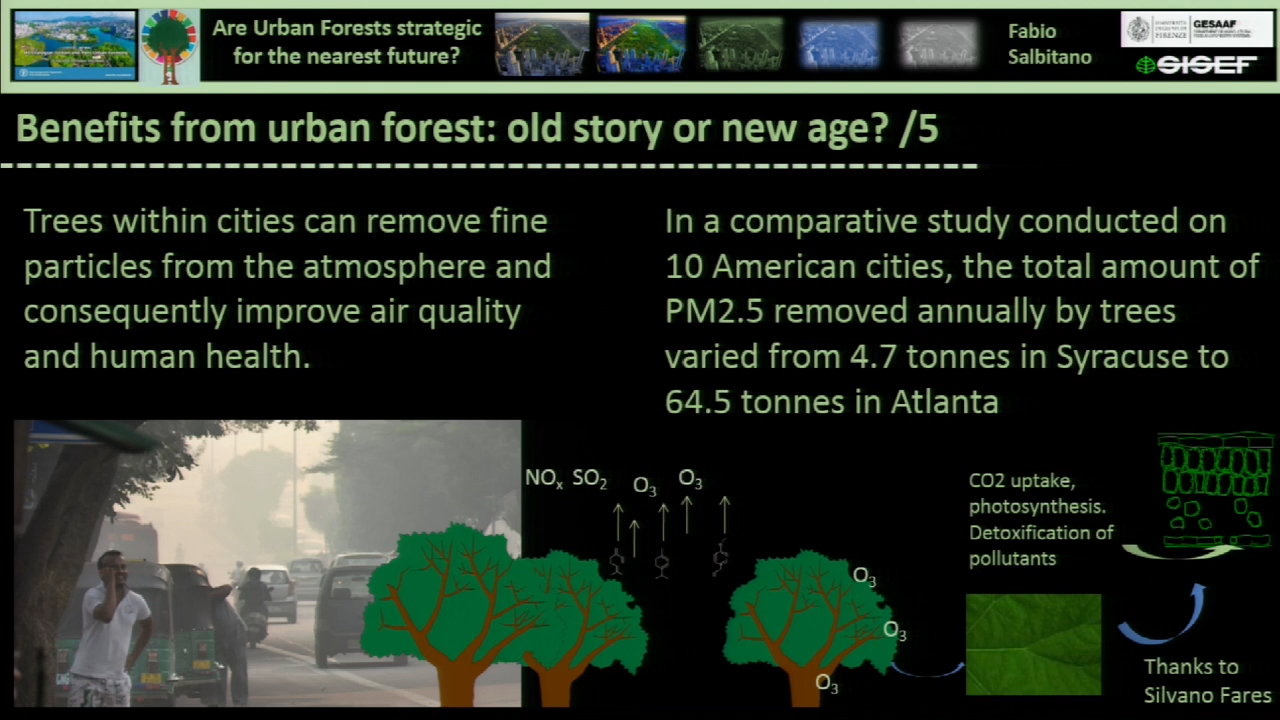 Are Urban Forests strategic
for the nearest future?
Fabio
Salbitano
GESAAF
SISEF
Benefits from urban forest: old story or new age? /5
Trees within cities can remove fine
particles from the atmosphere and
consequently improve air quality
and human health.
In a comparative study conducted on
10 American cities, the total amount of
PM2.5 removed annually by trees
varied from 4.7 tonnes in Syracuse to
64.5 tonnes in Atlanta
NOx SO2 O3 O3
CO2 uptake,
photosynthesis.
Detoxification of
pollutants
O3
O3
O3
Thanks to
Silvano Fares